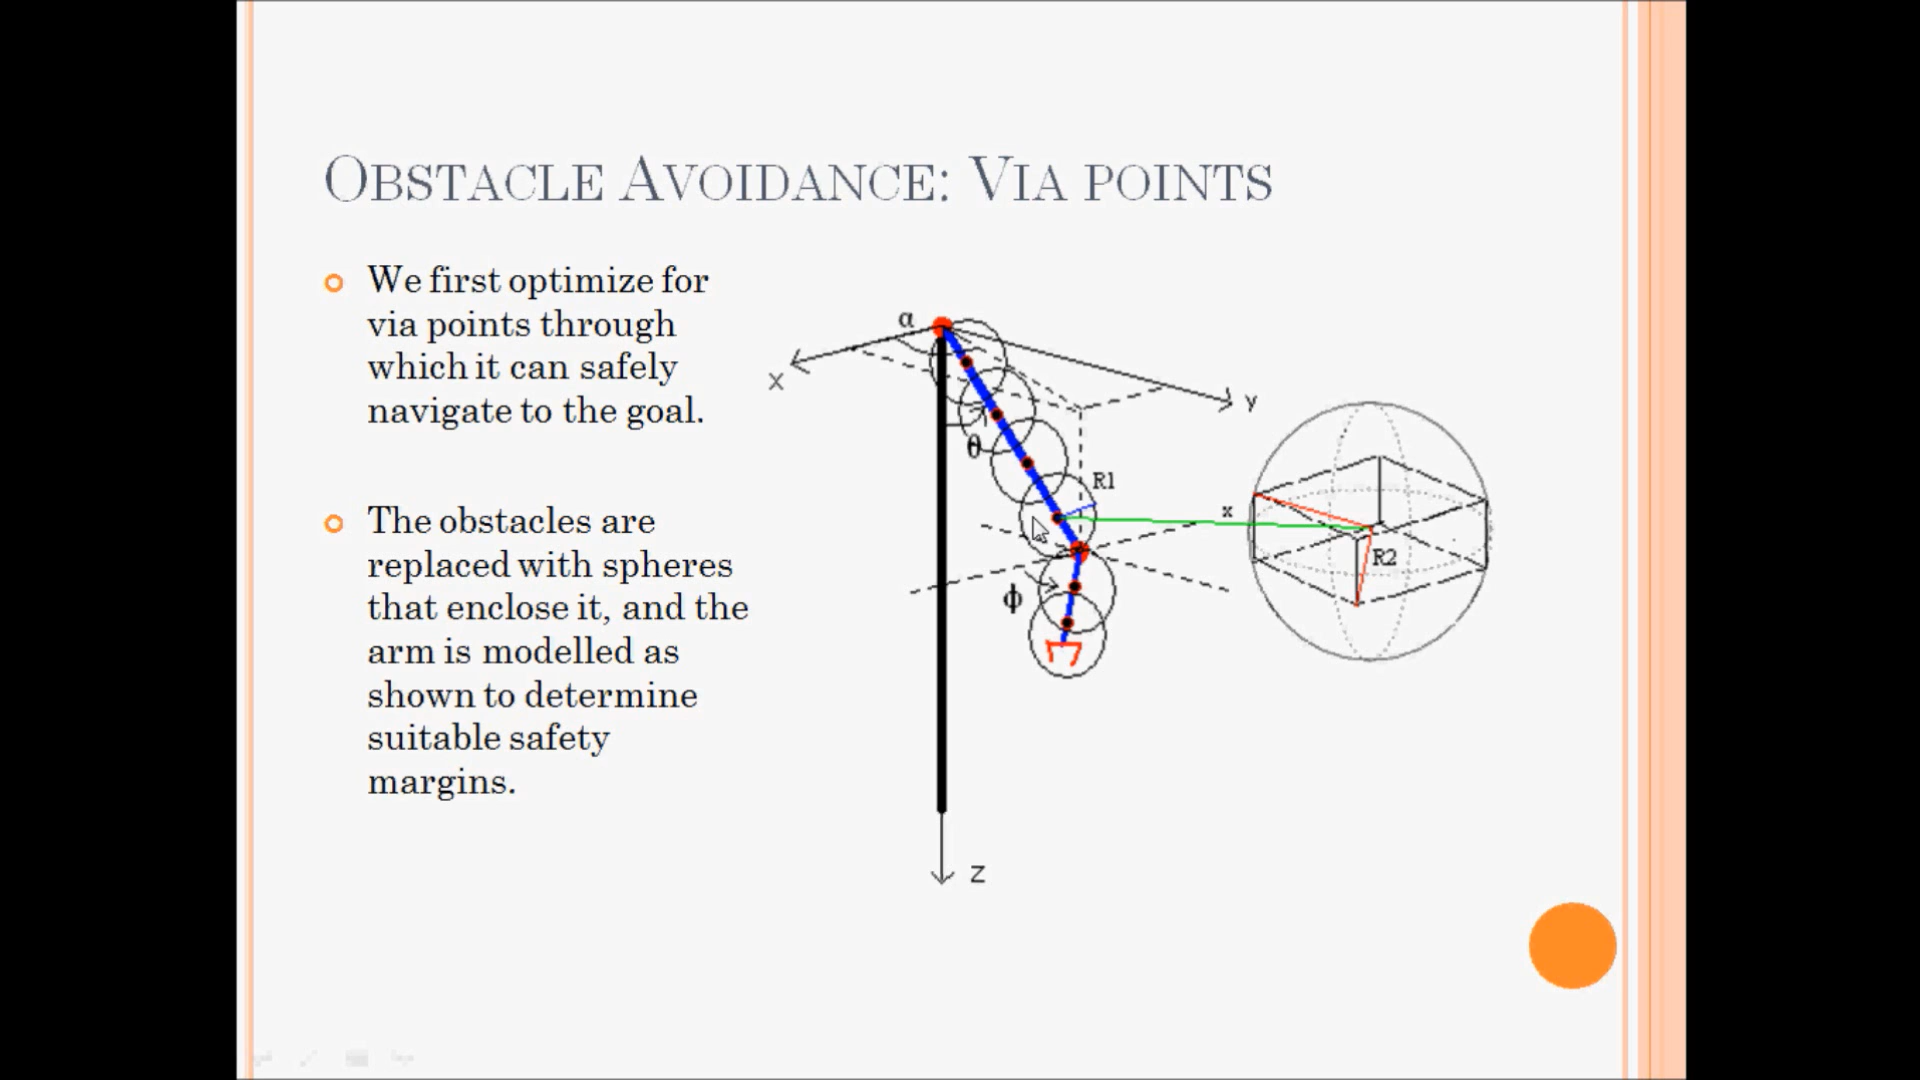 OBSTACLE AVOIDANCE: VIA POINTS
We first optimize for
via points through
which it can safely
navigate to the goal.
The obstacles are
replaced with spheres
that enclose it, and the
arm is modelled as
shown to determine
suitable safety
margins.
α
X
y
θ
R1
x
R2
ϕ
Z